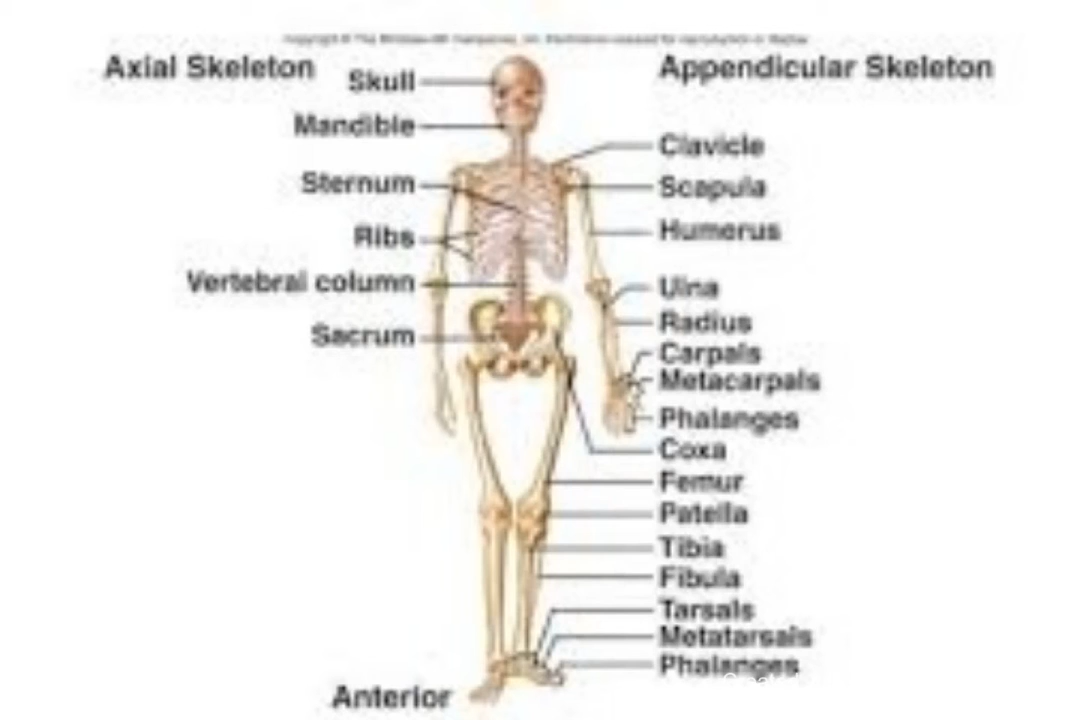 Axial Skeleton
Appendicular Skeleton
Skull
Mandible
Sternum
Ribs
Vertebral column
Sacrum
Clavicle
Scapula
Humerus
Ulna
Radius
Carpals
Metacarpals
Phalanges
Coxa
Femur
Patella
Tibia
Fibula
Tarsals
Metatarsals
Phalanges
Anterior